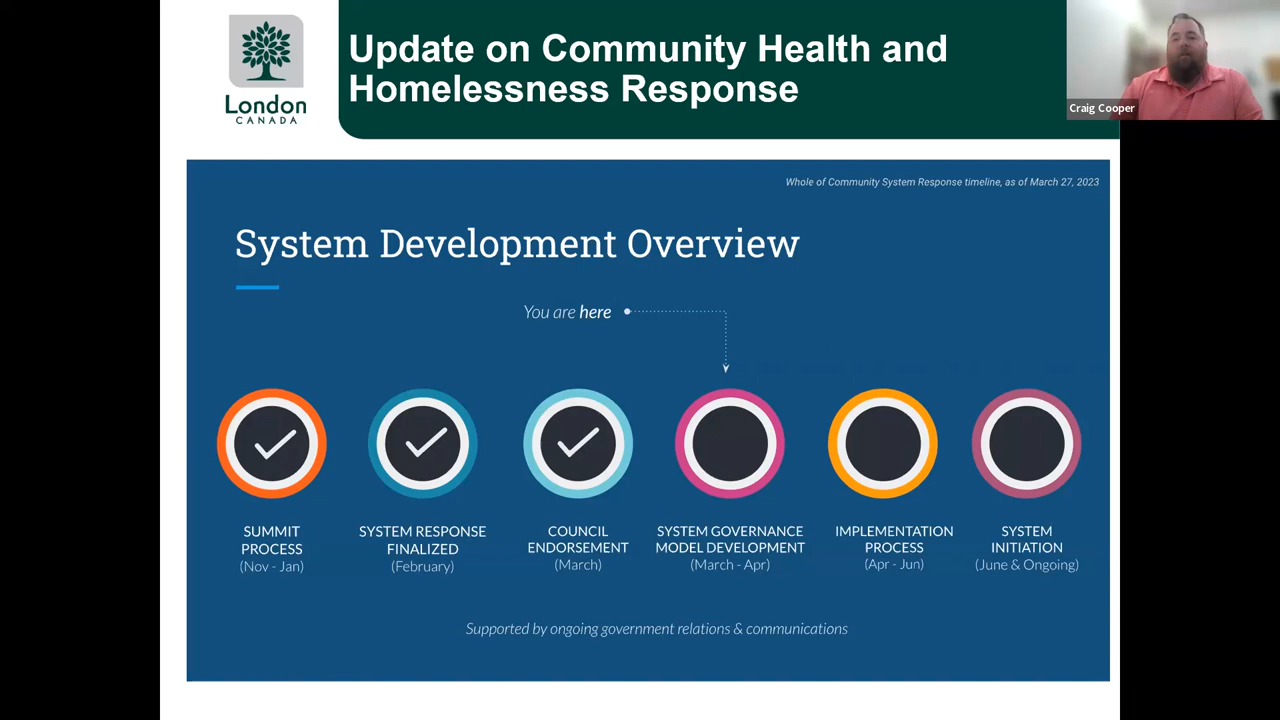 Update on Community Health and
Homelessness Response
London
CANADA
Craig Cooper
Whole of Community System Response timeline, as of March 27, 2023
System Development Overview
You are here
SUMMIT
PROCESS
(Nov - Jan)
SYSTEM RESPONSE
FINALIZED
(February)
COUNCIL
ENDORSEMENT
(March)
SYSTEM GOVERNANCE
MODEL DEVELOPMENT
(March - Apr)
IMPLEMENTATION
PROCESS
(Apr - Jun)
SYSTEM
INITIATION
(June & Ongoing)
Supported by ongoing government relations & communications